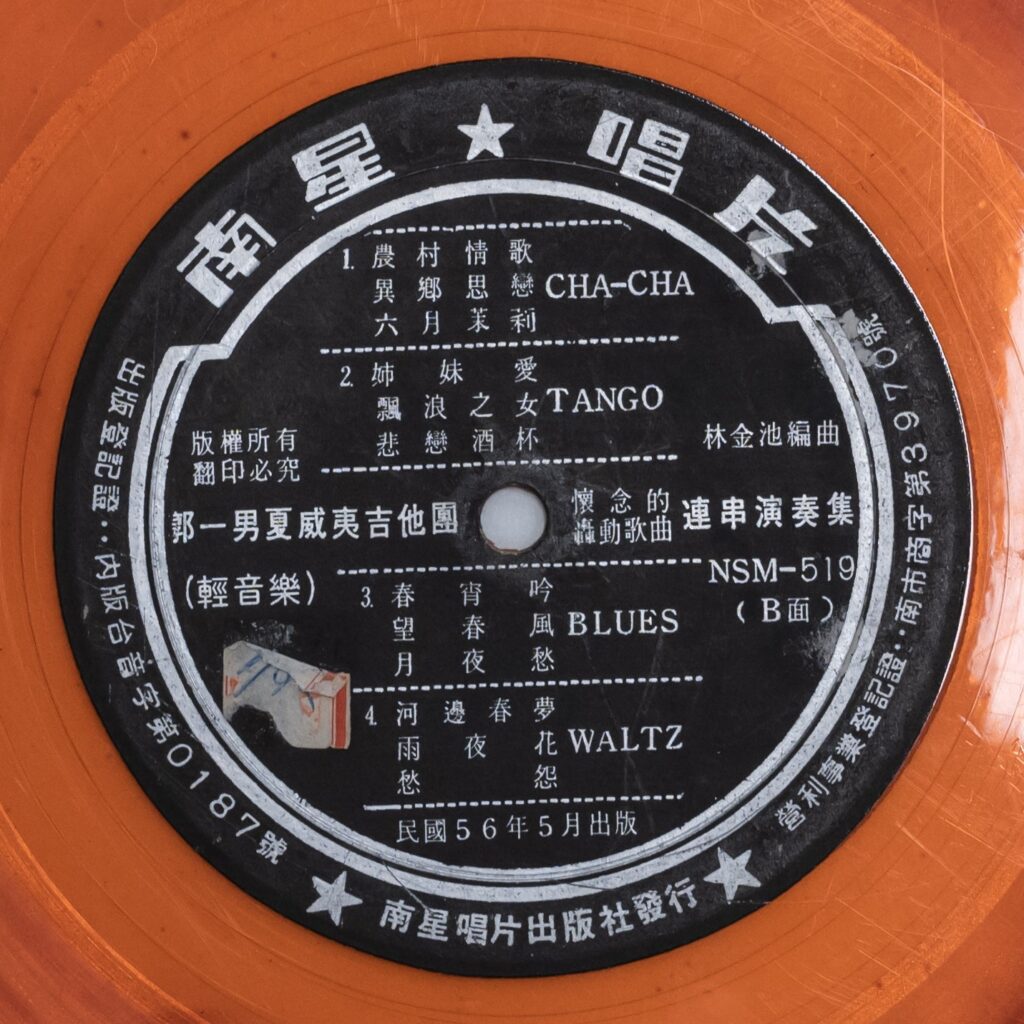 南星★唱片
1. 農村情歌
異鄉思戀 CHA-CHA
六月茉利
2. 姉妹愛
飄浪之女 TANGO
悲戀酒杯
版權所有
翻印必究
林金池編曲
郭一男夏威夷吉他團
懷念的
轟動歌曲
連串演奏集
(輕音樂)
NSM-519
(B面)
3. 春宵吟
望春風 BLUES
月夜愁
4. 河邊春夢
雨夜花 WALTZ
愁怨
民國56年5月出版
出版登記證‥內版台音字第0187號
★南星唱片出版社發行★
營利事業登記證·南市商字第3970號